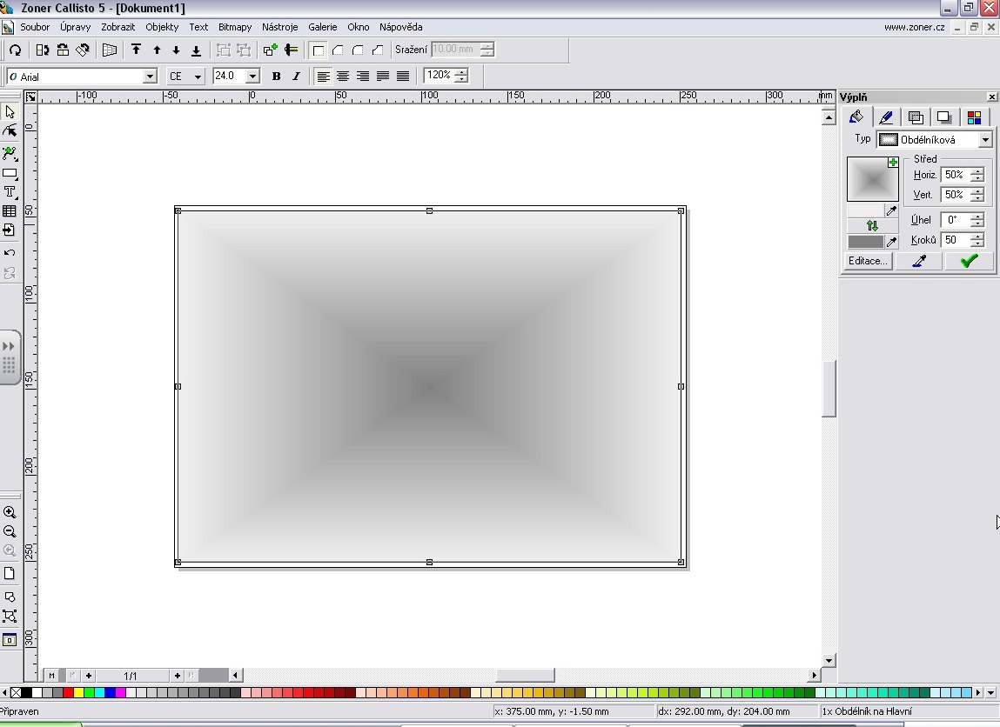 Zoner Callisto 5 - [Dokument1]
Soubor Úpravy Zobrazit Objekty Text Bitmapy Nástroje Galerie Okno Nápověda www.zoner.cz
Sražení 10.00 mm
O Arial CE 24.0 B I 120%
-100 -50 0 50 100 150 200 250 300 mm
Výplň
Typ Obdélníková
Střed
Horiz. 50%
Vert. 50%
Úhel 0°
Kroků 50
Editace...
0
50
100
150
200
250
300
M 1/1
Připraven x: 375.00 mm, y: -1.50 mm dx: 292.00 mm, dy: 204.00 mm 1x Obdélník na Hlavní